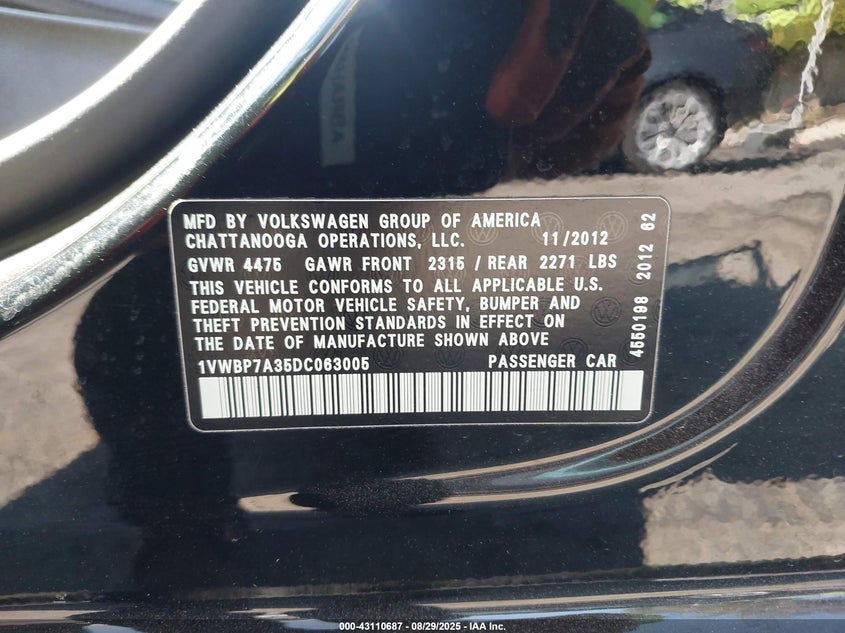 MFD BY VOLKSWAGEN GROUP OF AMERICA
CHATTANOOGA OPERATIONS, LLC. 11/2012
GVWR 4475 GAWR FRONT 2315 / REAR 2271 LBS
THIS VEHICLE CONFORMS TO ALL APPLICABLE U.S.
FEDERAL MOTOR VEHICLE SAFETY, BUMPER AND
THEFT PREVENTION STANDARDS IN EFFECT ON
THE DATE OF MANUFACTURE SHOWN ABOVE
1VWBP7A35DC063005 PASSENGER CAR
4550198 2012 62
000-43110687 - 08/29/2025 - IAA Inc.